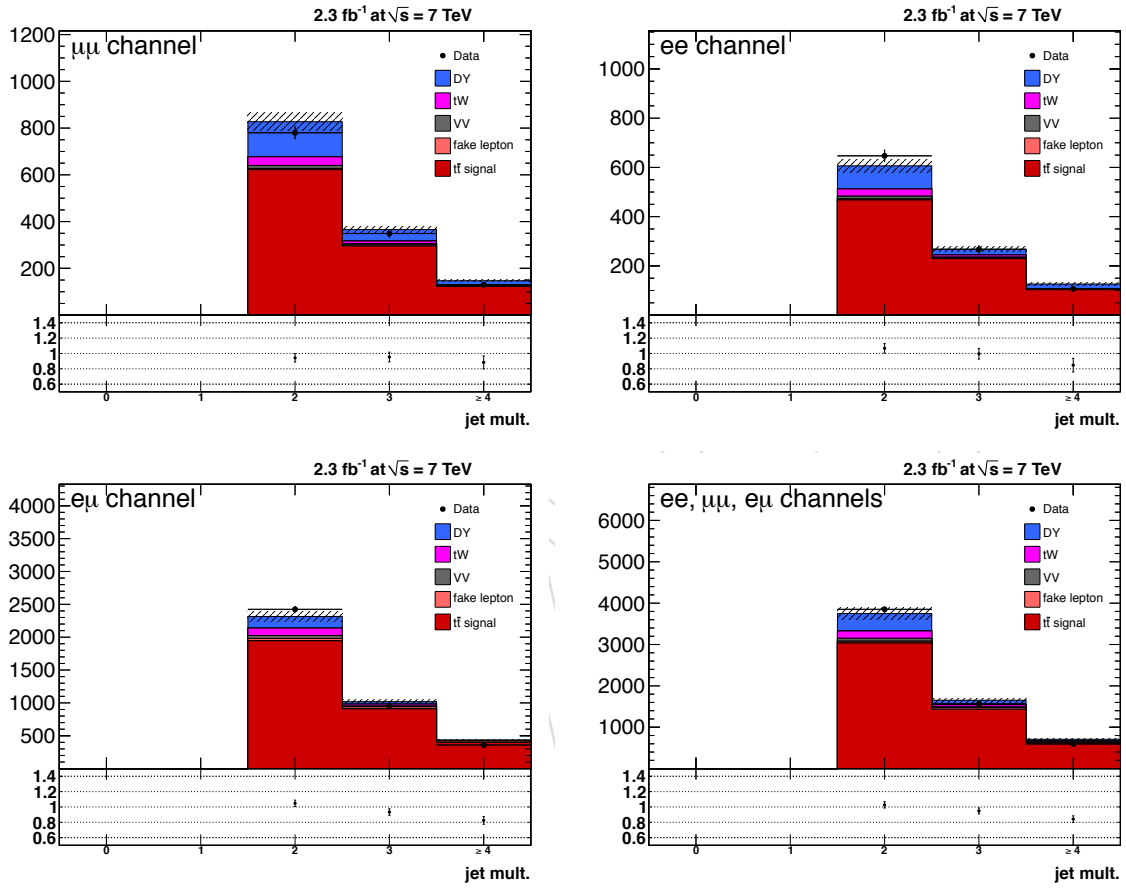 2.3 fb⁻¹ at √s = 7 TeV
μμ channel
1200
1000
800
600
400
200
Data
DY
tW
VV
fake lepton
tt̄ signal
1.4
1.2
1
0.8
0.6
0 1 2 3 ≥ 4
jet mult.
2.3 fb⁻¹ at √s = 7 TeV
ee channel
1000
800
600
400
200
Data
DY
tW
VV
fake lepton
tt̄ signal
1.4
1.2
1
0.8
0.6
0 1 2 3 ≥ 4
jet mult.
2.3 fb⁻¹ at √s = 7 TeV
eμ channel
4000
3500
3000
2500
2000
1500
1000
500
Data
DY
tW
VV
fake lepton
tt̄ signal
1.4
1.2
1
0.8
0.6
0 1 2 3 ≥ 4
jet mult.
2.3 fb⁻¹ at √s = 7 TeV
ee, μμ, eμ channels
6000
5000
4000
3000
2000
1000
Data
DY
tW
VV
fake lepton
tt̄ signal
1.4
1.2
1
0.8
0.6
0 1 2 3 ≥ 4
jet mult.